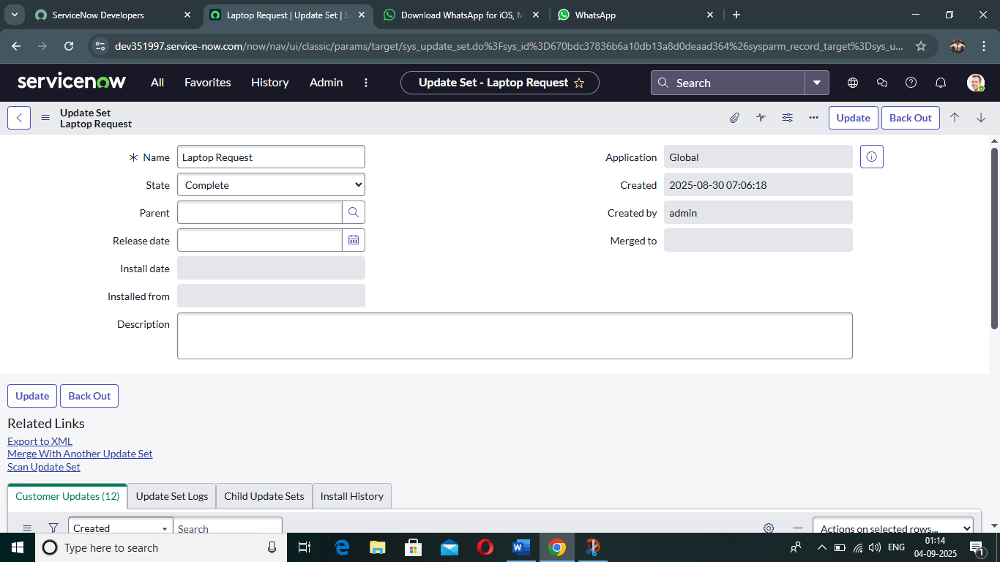 ServiceNow Developers
Laptop Request | Update Set | S
Download WhatsApp for iOS, M
WhatsApp
dev351997.service-now.com/now/nav/ui/classic/params/target/sys_update_set.do%3Fsys_id%3D670bdc37836b6a10db13a8d0deaad364%26sysparm_record_target%3Dsys_u...
servicenow All Favorites History Admin Update Set - Laptop Request Search
Update Set
Laptop Request
Update Back Out
Name Laptop Request
Application Global
State Complete
Created 2025-08-30 07:06:18
Parent
Created by admin
Release date
Merged to
Install date
Installed from
Description
Update Back Out
Related Links
Export to XML
Merge With Another Update Set
Scan Update Set
Customer Updates (12) Update Set Logs Child Update Sets Install History
Created Search Actions on selected rows...
Type here to search
ENG
01:14
04-09-2025
1